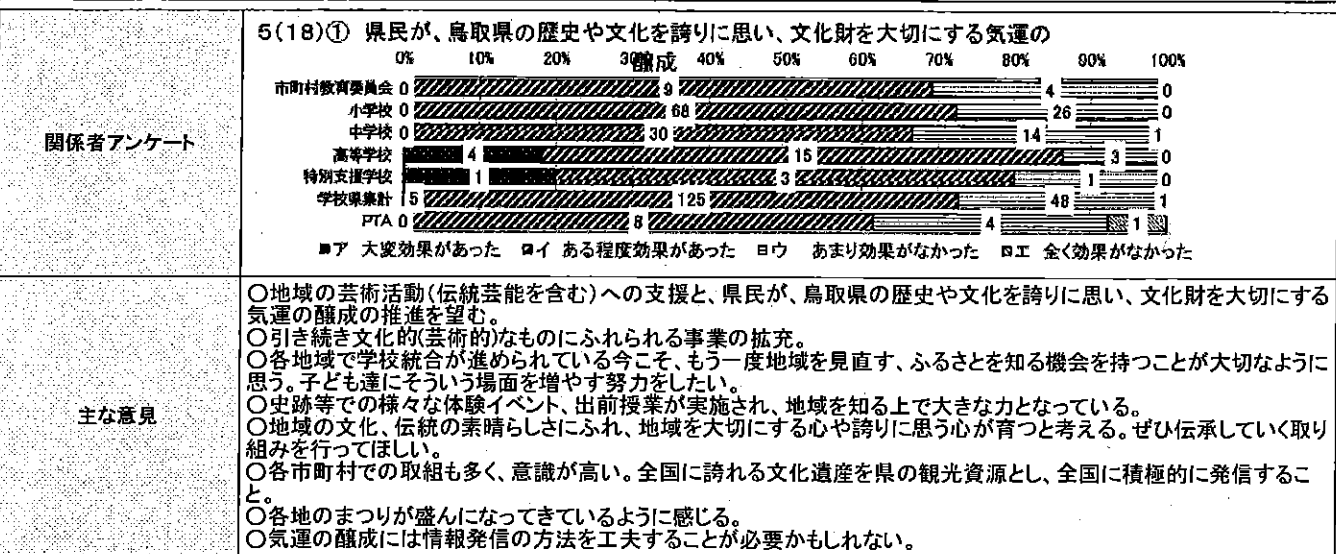 5(18)① 県民が、鳥取県の歴史や文化を誇りに思い、文化財を大切にする気運の
醸成
0% 10% 20% 30% 40% 50% 60% 70% 80% 90% 100%
市町村教育委員会 0 9 4 0
小学校 0 68 26 0
中学校 0 30 14 1
関係者アンケート
高等学校 4 15 3 0
特別支援学校 1 3 1 0
学校県集計 5 125 48 1
PTA 0 8 4 1
ア 大変効果があった イ ある程度効果があった ウ あまり効果がなかった エ 全く効果がなかった
主な意見
○地域の芸術活動(伝統芸能を含む)への支援と、県民が、鳥取県の歴史や文化を誇りに思い、文化財を大切にする
気運の醸成の推進を望む。
○引き続き文化的(芸術的)なものにふれられる事業の拡充。
○各地域で学校統合が進められている今こそ、もう一度地域を見直す、ふるさとを知る機会を持つことが大切なように
思う。子ども達にそういう場面を増やす努力をしたい。
○史跡等での様々な体験イベント、出前授業が実施され、地域を知る上で大きな力となっている。
○地域の文化、伝統の素晴らしさにふれ、地域を大切にする心や誇りに思う心が育つと考える。ぜひ伝承していく取り
組みを行ってほしい。
○各市町村での取組も多く、意識が高い。全国に誇れる文化遺産を県の観光資源とし、全国に積極的に発信するこ
と。
○各地のまつりが盛んになってきているように感じる。
○気運の醸成には情報発信の方法を工夫することが必要かもしれない。